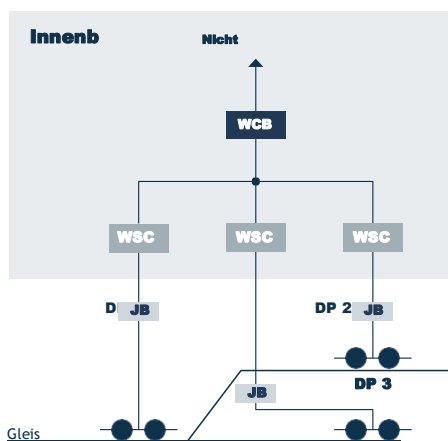 Innenb
Nicht
WCB
WSC WSC WSC
JB DP 2 JB
DP 3
JB
Gleis